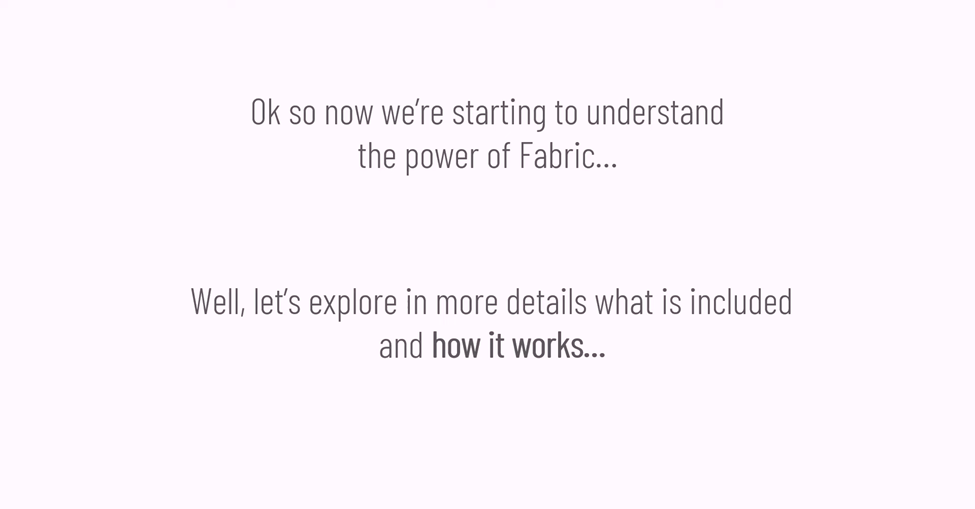 Ok so now we’re starting to understand
the power of Fabric...
Well, let’s explore in more details what is included
and how it works...